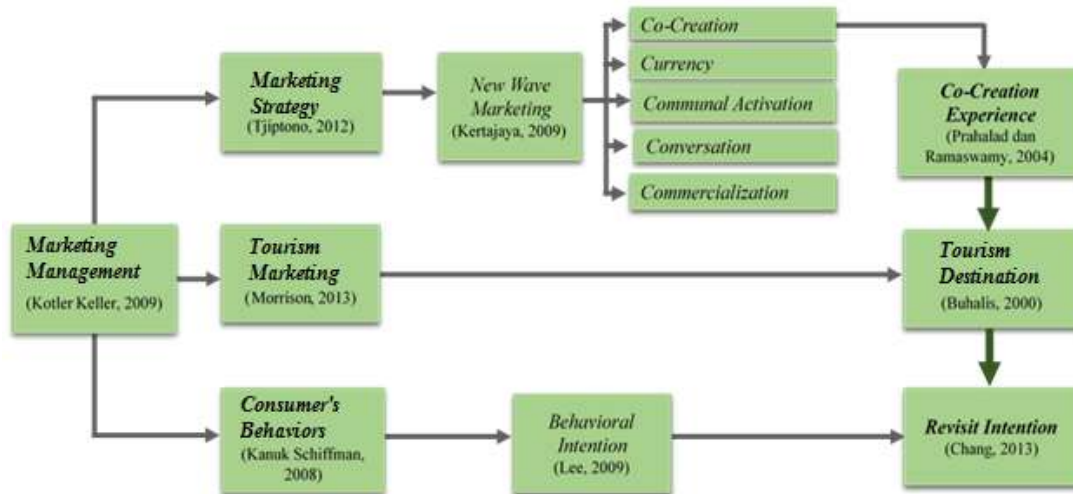 Marketing
Strategy
(Tjiptono, 2012)
New Wave
Marketing
(Kertajaya, 2009)
Co-Creation
Currency
Communal Activation
Conversation
Commercialization
Co-Creation
Experience
(Prahalad dan
Ramaswamy, 2004)
Marketing
Management
(Kotler Keller, 2009)
Tourism
Marketing
(Morrison, 2013)
Tourism
Destination
(Buhalis, 2000)
Consumer's
Behaviors
(Kanuk Schiffman,
2008)
Behavioral
Intention
(Lee, 2009)
Revisit Intention
(Chang, 2013)